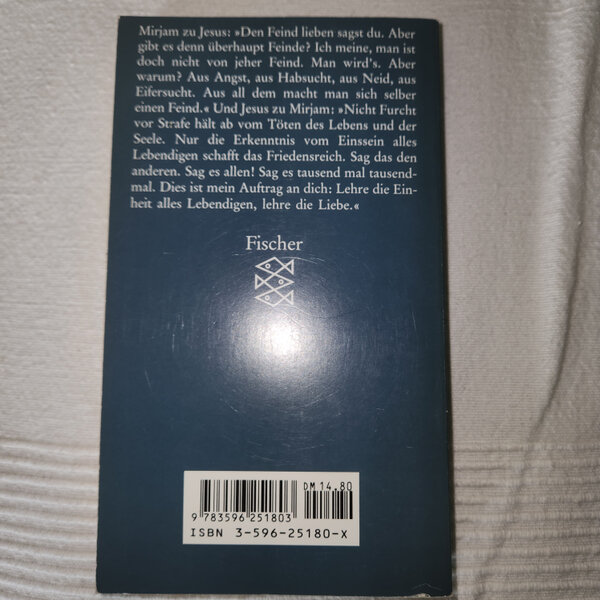 Mirjam zu Jesus: »Den Feind lieben sagst du. Aber
gibt es denn überhaupt Feinde? Ich meine, man ist
doch nicht von jeher Feind. Man wird's. Aber
warum? Aus Angst, aus Habsucht, aus Neid, aus
Eifersucht. Aus all dem macht man sich selber
einen Feind.« Und Jesus zu Mirjam: »Nicht Furcht
vor Strafe hält ab vom Töten des Lebens und der
Seele. Nur die Erkenntnis vom Einssein alles
Lebendigen schafft das Friedensreich. Sag das den
anderen. Sag es allen! Sag es tausend mal tausend-
mal. Dies ist mein Auftrag an dich: Lehre die Ein-
heit alles Lebendigen, lehre die Liebe.«
Fischer
DM 14.80
9 783596 251803
ISBN 3-596-25180-X